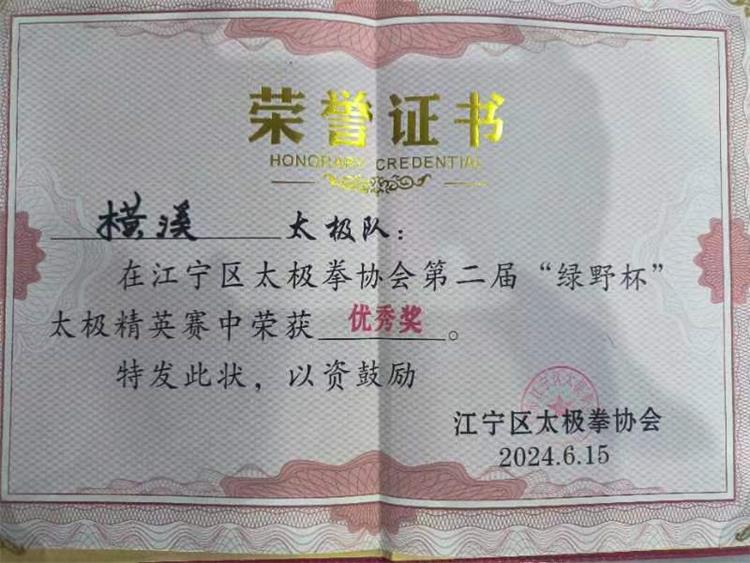 荣誉证书
HONORARY CREDENTIAL
横溪 太极队：
在江宁区太极拳协会第二届“绿野杯”
太极精英赛中荣获 优秀奖 。
特发此状，以资鼓励
江宁区太极拳协会
2024.6.15